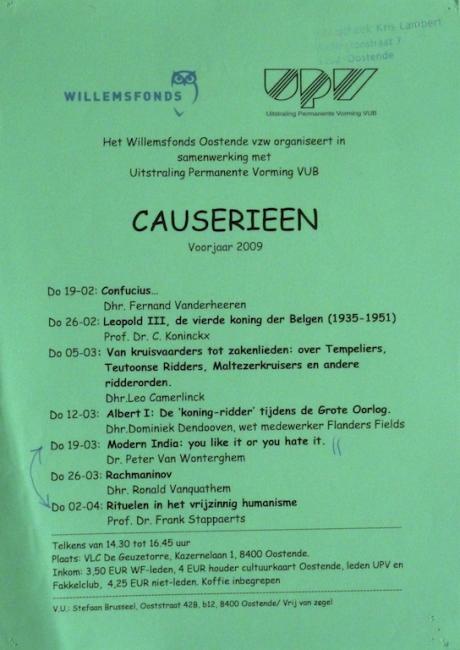 Kris Lambert
7
Oostende
WILLEMSFONDS
UPV
Uitstraling Permanente Vorming VUB
Het Willemsfonds Oostende vzw organiseert in
samenwerking met
Uitstraling Permanente Vorming VUB
CAUSERIEEN
Voorjaar 2009
Do 19-02: Confucius…
Dhr. Fernand Vanderheeren
Do 26-02: Leopold III, de vierde koning der Belgen (1935-1951)
Prof. Dr. C. Koninckx
Do 05-03: Van kruisvaarders tot zakenlieden: over Tempeliers,
Teutoonse Ridders, Maltezerkruisers en andere
ridderorden.
Dhr.Leo Camerlinck
Do 12-03: Albert I: De 'koning-ridder' tijdens de Grote Oorlog.
Dhr.Dominiek Dendooven, wet medewerker Flanders Fields
Do 19-03: Modern India: you like it or you hate it.
Dr. Peter Van Wonterghem
Do 26-03: Rachmaninov
Dhr. Ronald Vanquathem
Do 02-04: Rituelen in het vrijzinnig humanisme
Prof. Dr. Frank Stappaerts
Telkens van 14.30 tot 16.45 uur
Plaats: VLC De Geuzetorre, Kazernelaan 1, 8400 Oostende.
Inkom: 3,50 EUR WF-leden, 4 EUR houder cultuurkaart Oostende, leden UPV en
Fakkelclub, 4,25 EUR niet-leden. Koffie inbegrepen
V.U.: Stefaan Brusseel, Ooststraat 42B, b12, 8400 Oostende/ Vrij van zegel